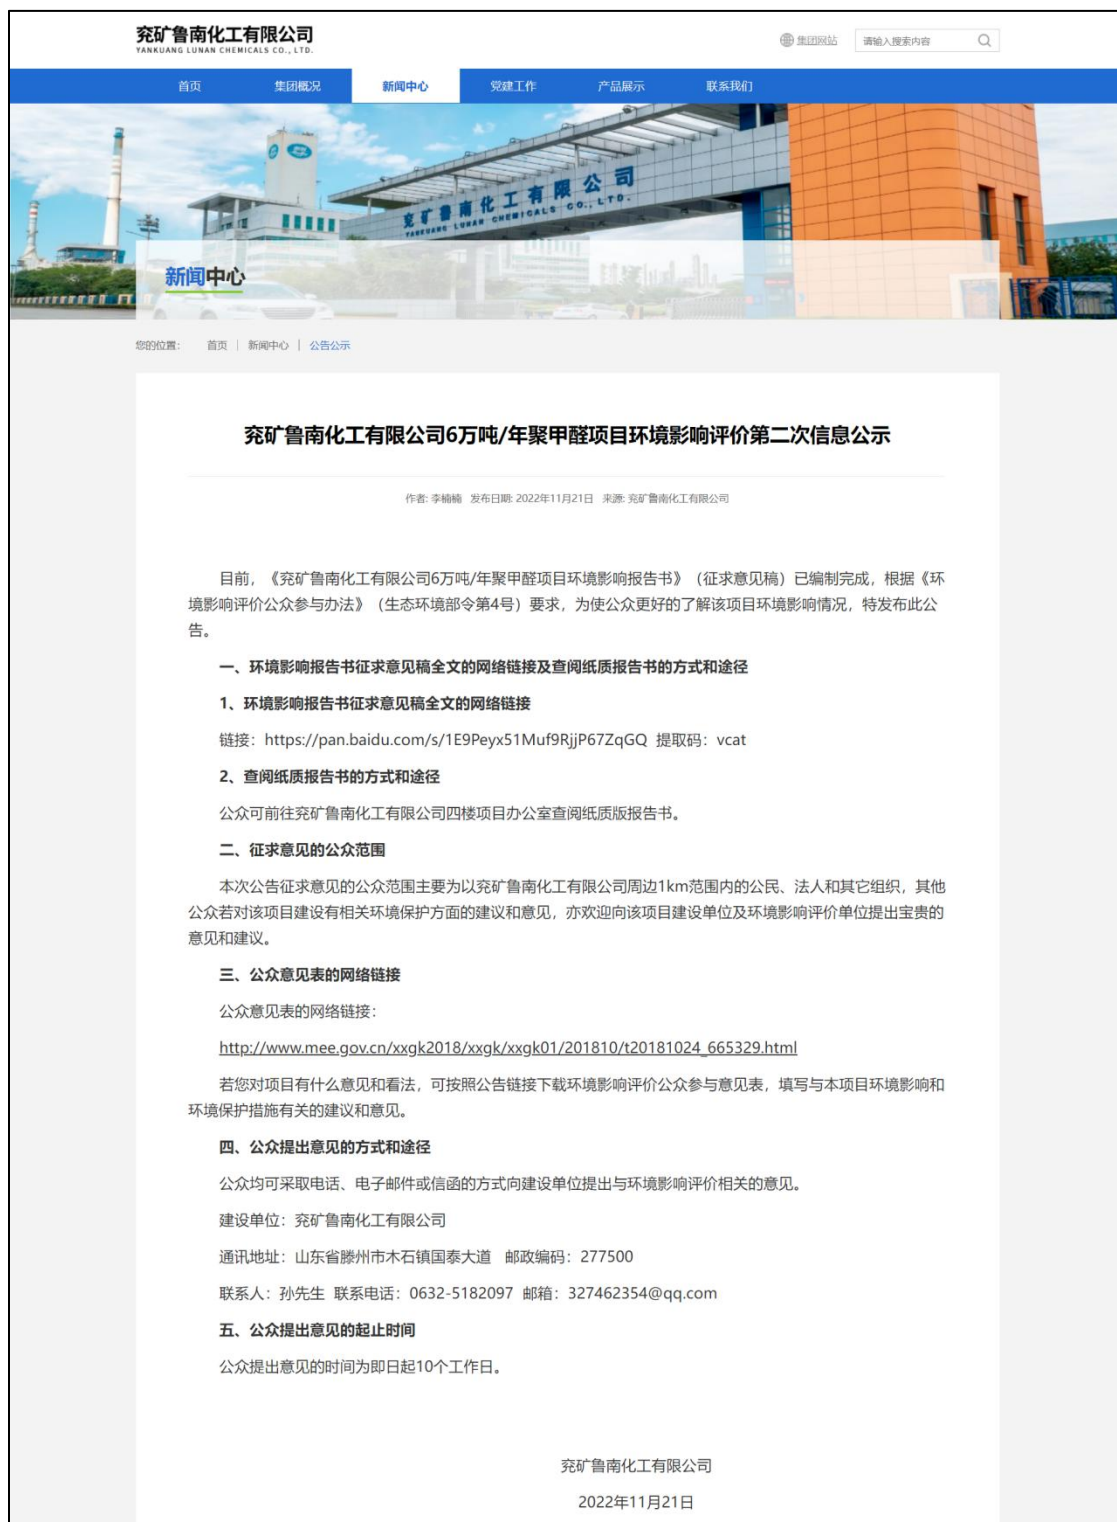 兖矿鲁南化工有限公司
YANKUANG LUNAN CHEMICALS CO., LTD.
集团网站
请输入搜索内容
首页 集团概况 新闻中心 党建工作 产品展示 联系我们
兖矿鲁南化工有限公司
YANKUANG LUNAN CHEMICALS CO., LTD.
新闻中心
您的位置: 首页 | 新闻中心 | 公告公示
兖矿鲁南化工有限公司6万吨/年聚甲醛项目环境影响评价第二次信息公示
作者: 李楠楠 发布日期: 2022年11月21日 来源: 兖矿鲁南化工有限公司
目前，《兖矿鲁南化工有限公司6万吨/年聚甲醛项目环境影响报告书》（征求意见稿）已编制完成，根据《环
境影响评价公众参与办法》（生态环境部令第4号）要求，为使公众更好的了解该项目环境影响情况，特发布此公
告。
一、环境影响报告书征求意见稿全文的网络链接及查阅纸质报告书的方式和途径
1、环境影响报告书征求意见稿全文的网络链接
链接：https://pan.baidu.com/s/1E9Peyx51Muf9RjjP67ZqGQ 提取码：vcat
2、查阅纸质报告书的方式和途径
公众可前往兖矿鲁南化工有限公司四楼项目办公室查阅纸质版报告书。
二、征求意见的公众范围
本次公告征求意见的公众范围主要为以兖矿鲁南化工有限公司周边1km范围内的公民、法人和其它组织，其他
公众若对该项目建设有相关环境保护方面的建议和意见，亦欢迎向该项目建设单位及环境影响评价单位提出宝贵的
意见和建议。
三、公众意见表的网络链接
公众意见表的网络链接：
http://www.mee.gov.cn/xxgk2018/xxgk/xxgk01/201810/t20181024_665329.html
若您对项目有什么意见和看法，可按照公告链接下载环境影响评价公众参与意见表，填写与本项目环境影响和
环境保护措施有关的建议和意见。
四、公众提出意见的方式和途径
公众均可采取电话、电子邮件或信函的方式向建设单位提出与环境影响评价相关的意见。
建设单位：兖矿鲁南化工有限公司
通讯地址：山东省滕州市木石镇国泰大道 邮政编码：277500
联系人：孙先生 联系电话：0632-5182097 邮箱：327462354@qq.com
五、公众提出意见的起止时间
公众提出意见的时间为即日起10个工作日。
兖矿鲁南化工有限公司
2022年11月21日